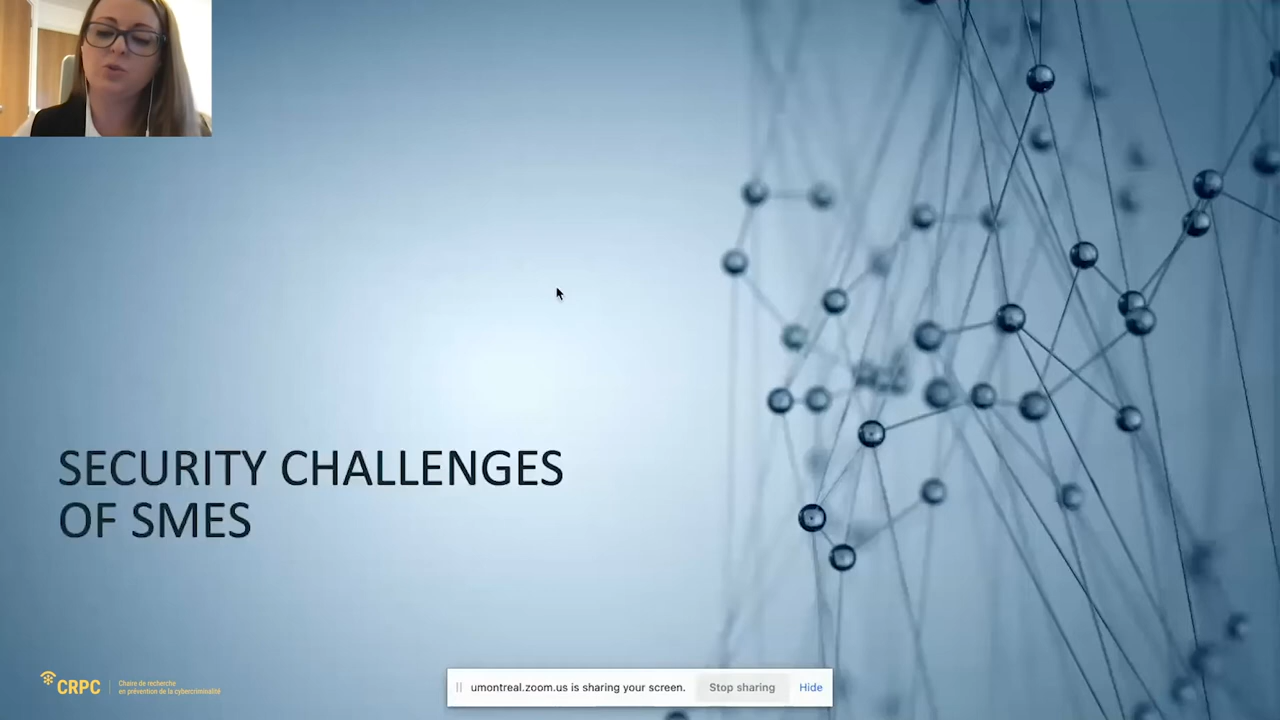 SECURITY CHALLENGES
OF SMES
CRPC
Chaire de recherche
en prévention de la cybercriminalité
umontreal.zoom.us is sharing your screen.
Stop sharing
Hide